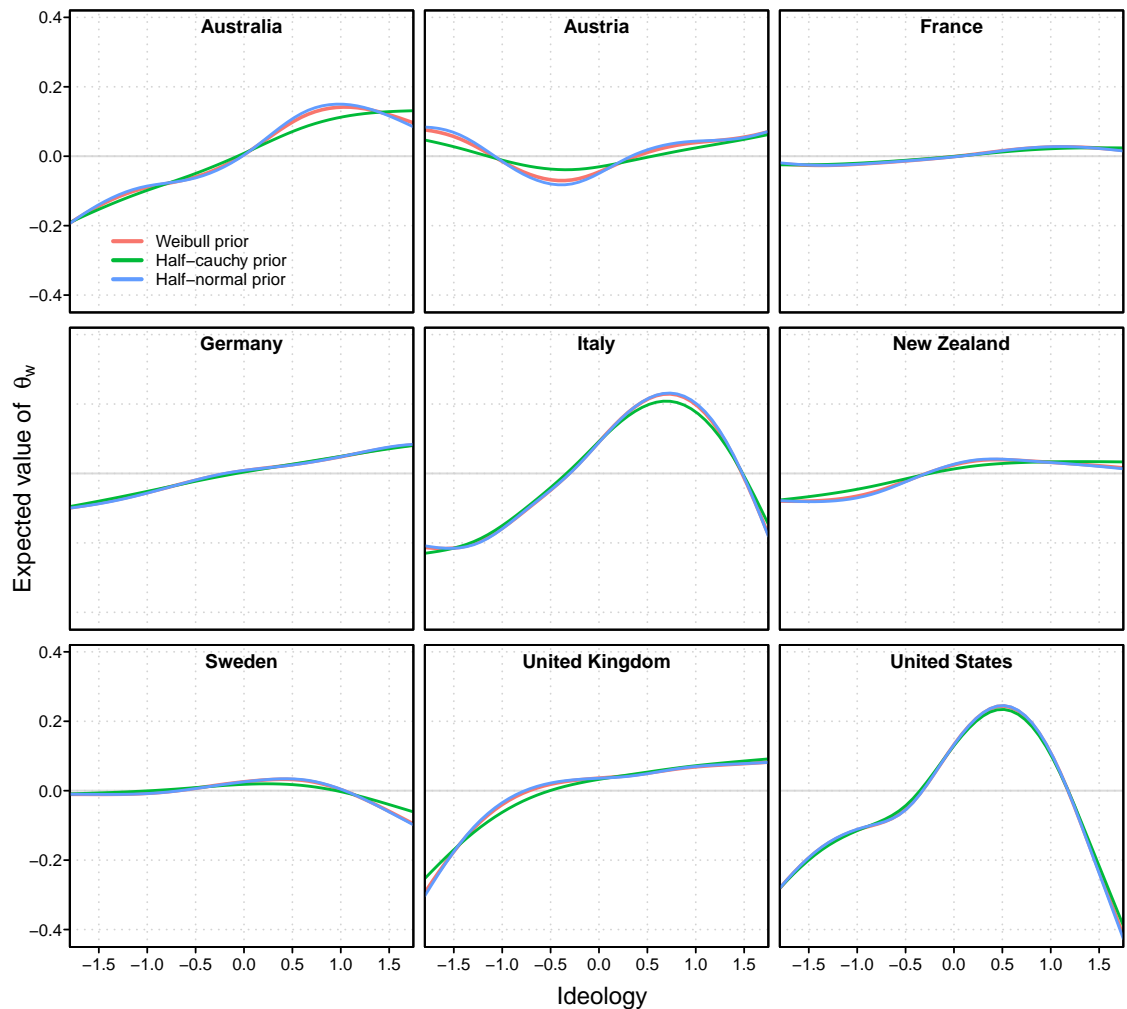 Australia
Austria
France
0.4
0.2
0.0
−0.2
−0.4
Weibull prior
Half−cauchy prior
Half−normal prior
Germany
Italy
New Zealand
Expected value of θw
Sweden
United Kingdom
United States
0.4
0.2
0.0
−0.2
−0.4
−1.5 −1.0 −0.5 0.0 0.5 1.0 1.5
−1.5 −1.0 −0.5 0.0 0.5 1.0 1.5
−1.5 −1.0 −0.5 0.0 0.5 1.0 1.5
Ideology